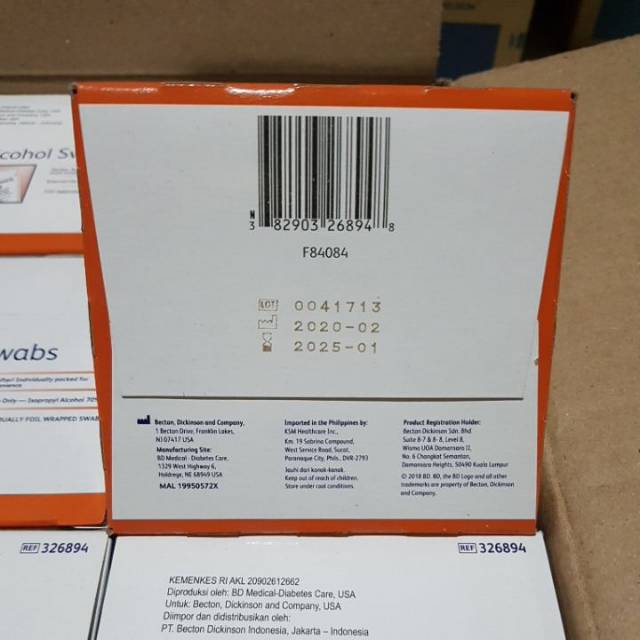 cohol Sw
wabs
Individually packed for
Only — Isopropyl Alcohol 70%
UALLY FOIL WRAPPED SWAB
N
3 82903 26894 8
F84084
LOT 0041713
2020-02
2025-01
Becton, Dickinson and Company,
1 Becton Drive, Franklin Lakes,
NJ 07417 USA
Manufacturing Site:
BD Medical - Diabetes Care,
1329 West Highway 6,
Holdrege, NE 68949 USA
MAL 19950572X
Imported in the Philippines by:
KSM Healthcare Inc.,
Km. 19 Sabrina Compound,
West Service Road, Sucat,
Paranaque City, Phils., DVR-2793
Jauhi dari kanak-kanak.
Keep out of reach of children.
Store under cool conditions.
Product Registration Holder:
Becton Dickinson Sdn. Bhd.
Suite 8-7 & 8-8, Level 8,
Wisma UOA Damansara II,
No. 6 Changkat Semantan,
Damansara Heights, 50490 Kuala Lumpur
© 2018 BD. BD, the BD Logo and all other
trademarks are property of Becton, Dickinson
and Company.
REF 326894
REF 326894
KEMENKES RI AKL 20902612662
Diproduksi oleh: BD Medical-Diabetes Care, USA
Untuk: Becton, Dickinson and Company, USA
Diimpor dan didistribusikan oleh:
PT. Becton Dickinson Indonesia, Jakarta – Indonesia